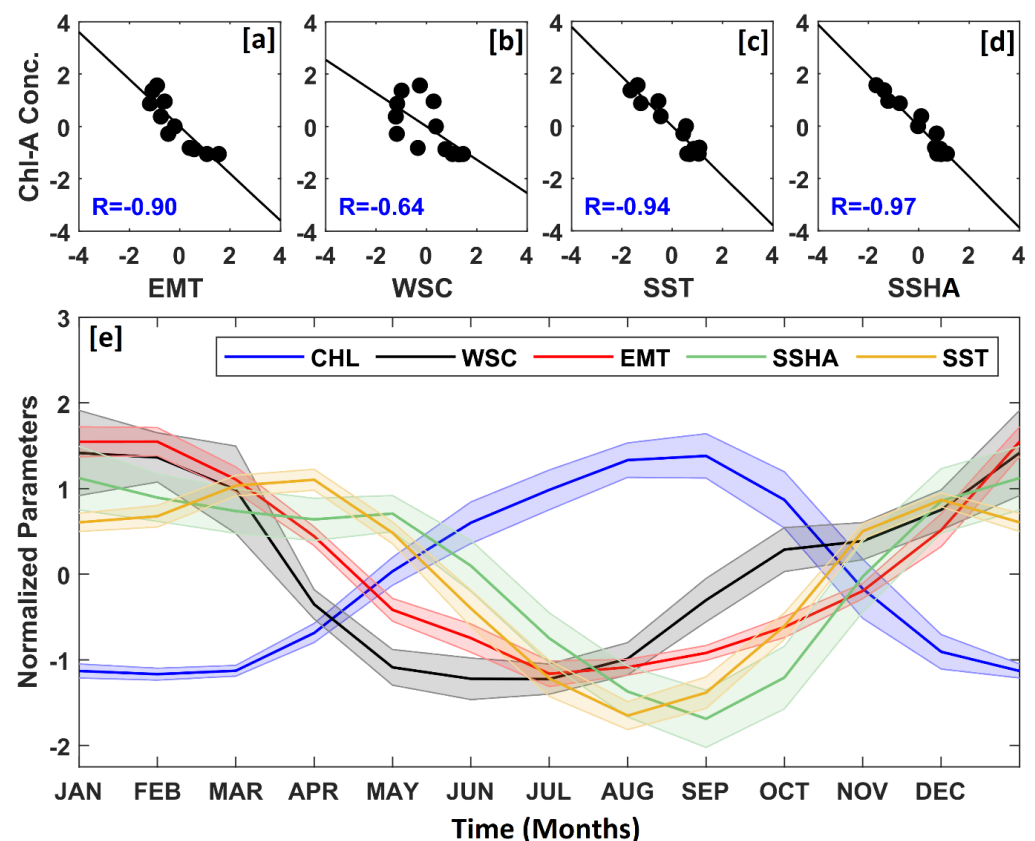 [a] [b] [c] [d]
4 4 4 4
2 2 2 2
0 0 0 0
-2 -2 -2 -2
-4 -4 -4 -4
Chl-A Conc.
R=-0.90 R=-0.64 R=-0.94 R=-0.97
-4 -2 0 2 4 -4 -2 0 2 4 -4 -2 0 2 4 -4 -2 0 2 4
EMT WSC SST SSHA
[e]
CHL WSC EMT SSHA SST
3
2
1
0
-1
-2
Normalized Parameters
JAN FEB MAR APR MAY JUN JUL AUG SEP OCT NOV DEC
Time (Months)